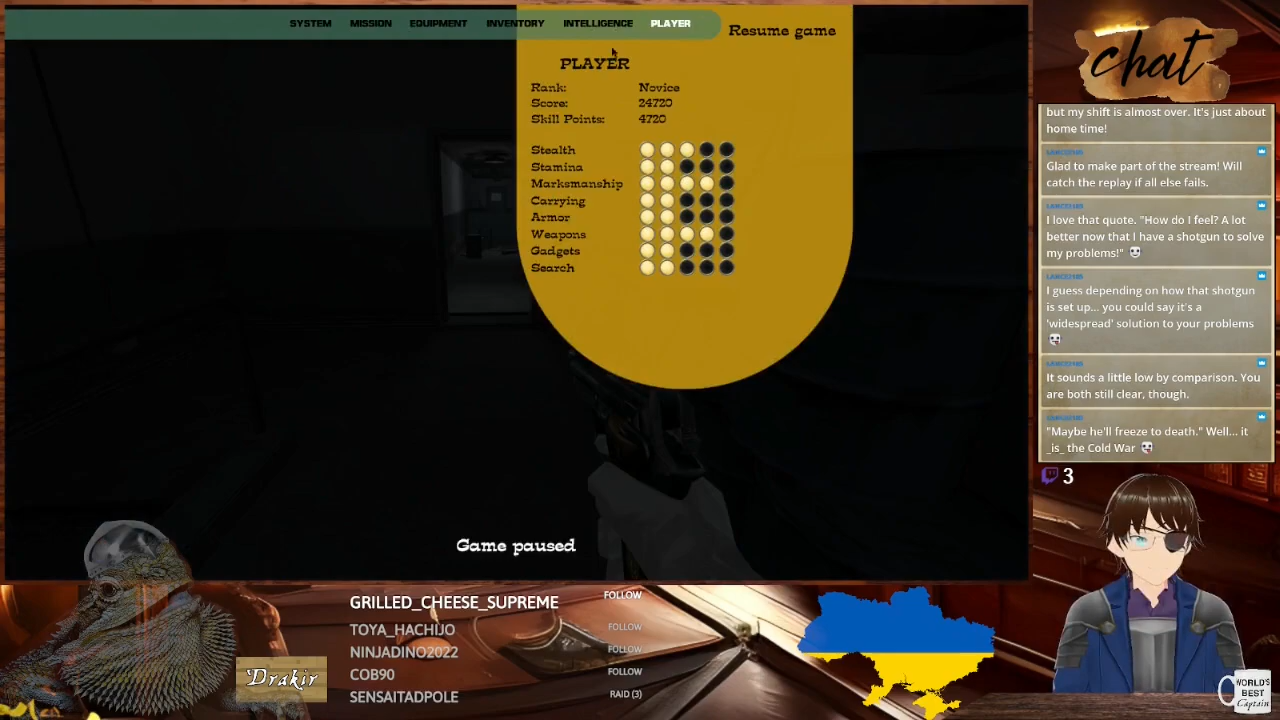 SYSTEM MISSION EQUIPMENT INVENTORY INTELLIGENCE PLAYER
Resume game
PLAYER
Rank: Novice
Score: 24720
Skill Points: 4720
Stealth
Stamina
Marksmanship
Carrying
Armor
Weapons
Gadgets
Search
Game paused
chat
but my shift is almost over. It's just about
home time!
Glad to make part of the stream! Will
catch the replay if all else fails.
I love that quote. "How do I feel? A lot
better now that I have a shotgun to solve
my problems!"
I guess depending on how that shotgun
is set up... you could say it's a
'widespread' solution to your problems
It sounds a little low by comparison. You
are both still clear, though.
"Maybe he'll freeze to death." Well... it
_is_ the Cold War
3
Drakir
GRILLED_CHEESE_SUPREME FOLLOW
TOYA_HACHIJO FOLLOW
NINJADINO2022 FOLLOW
COB90 FOLLOW
SENSAITADPOLE RAID (3)
WORLD'S
BEST
Captain